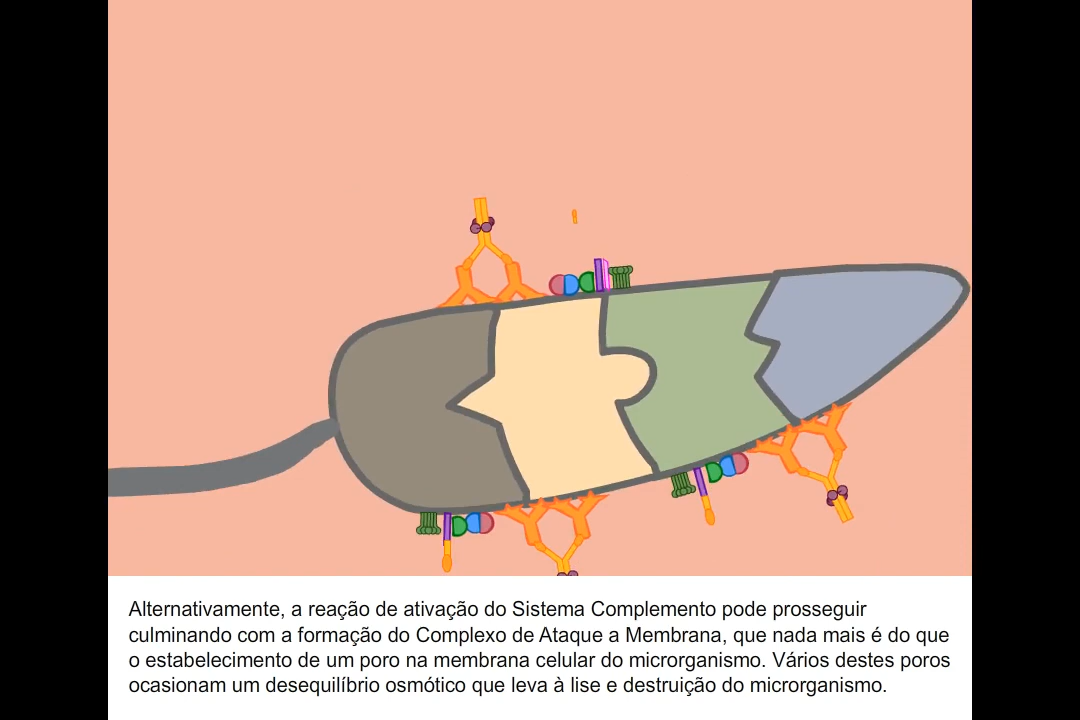 Alternativamente, a reação de ativação do Sistema Complemento pode prosseguir
culminando com a formação do Complexo de Ataque a Membrana, que nada mais é do que
o estabelecimento de um poro na membrana celular do microrganismo. Vários destes poros
ocasionam um desequilíbrio osmótico que leva à lise e destruição do microrganismo.